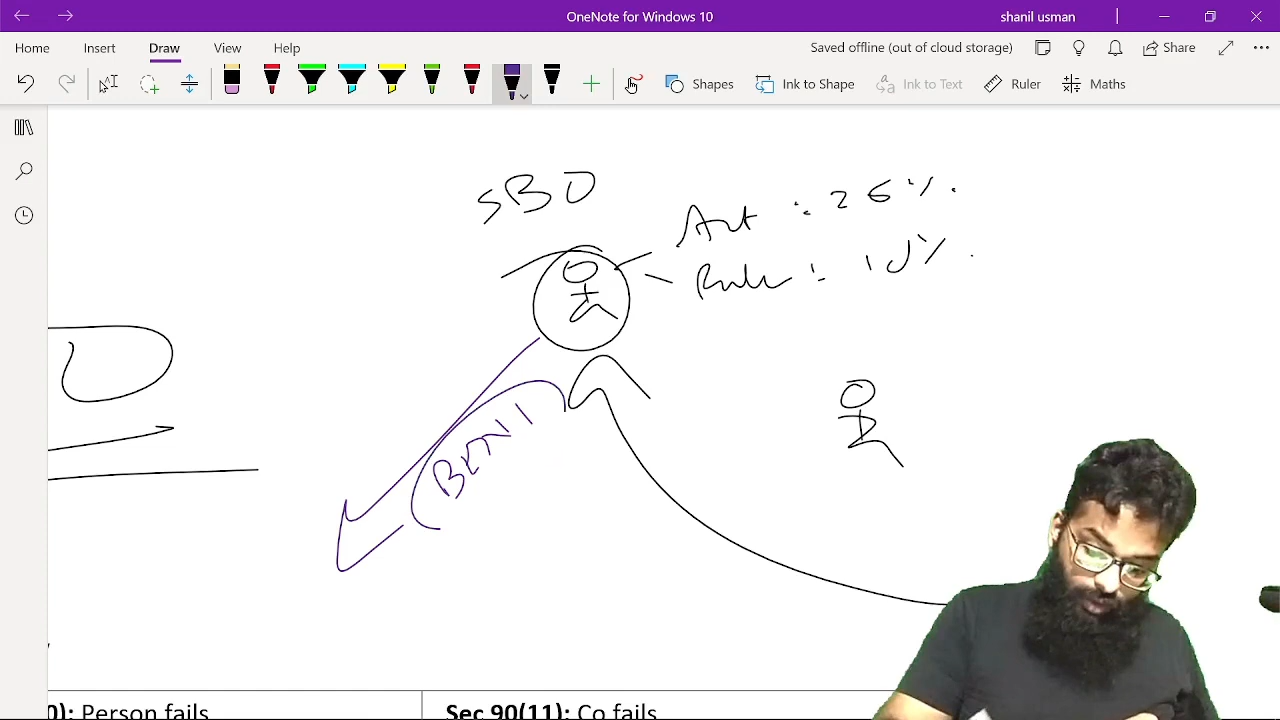 OneNote for Windows 10
shanil usman
Home Insert Draw View Help
Saved offline (out of cloud storage)
Share
Shapes
Ink to Shape
Ink to Text
Ruler
Maths
SBO
Act : 25%.
Rule : 10%.
BEN 1
0): Person fails
Sec 90(11): Co fails